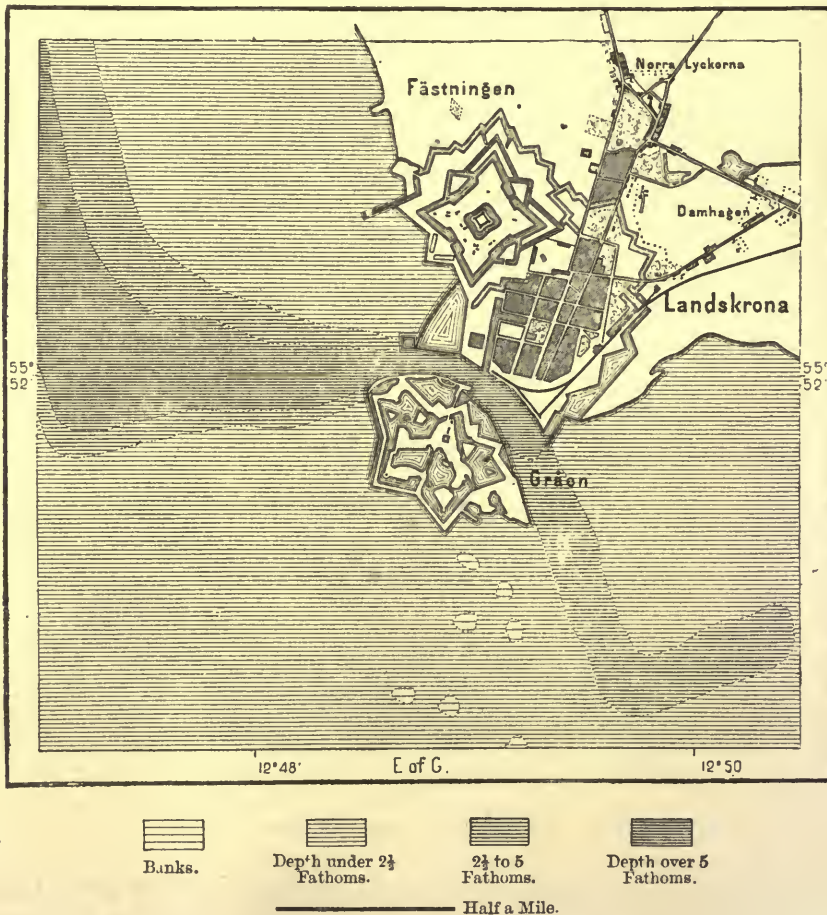 Norra Lyckorna
Fästningen
Damhagen
Landskrona
55°
52'
55°
52'
Gråon
12°48'
E of G.
12°50
Banks.
Depth under 2½
Fathoms.
2½ to 5
Fathoms.
Depth over 5
Fathoms.
Half a Mile.